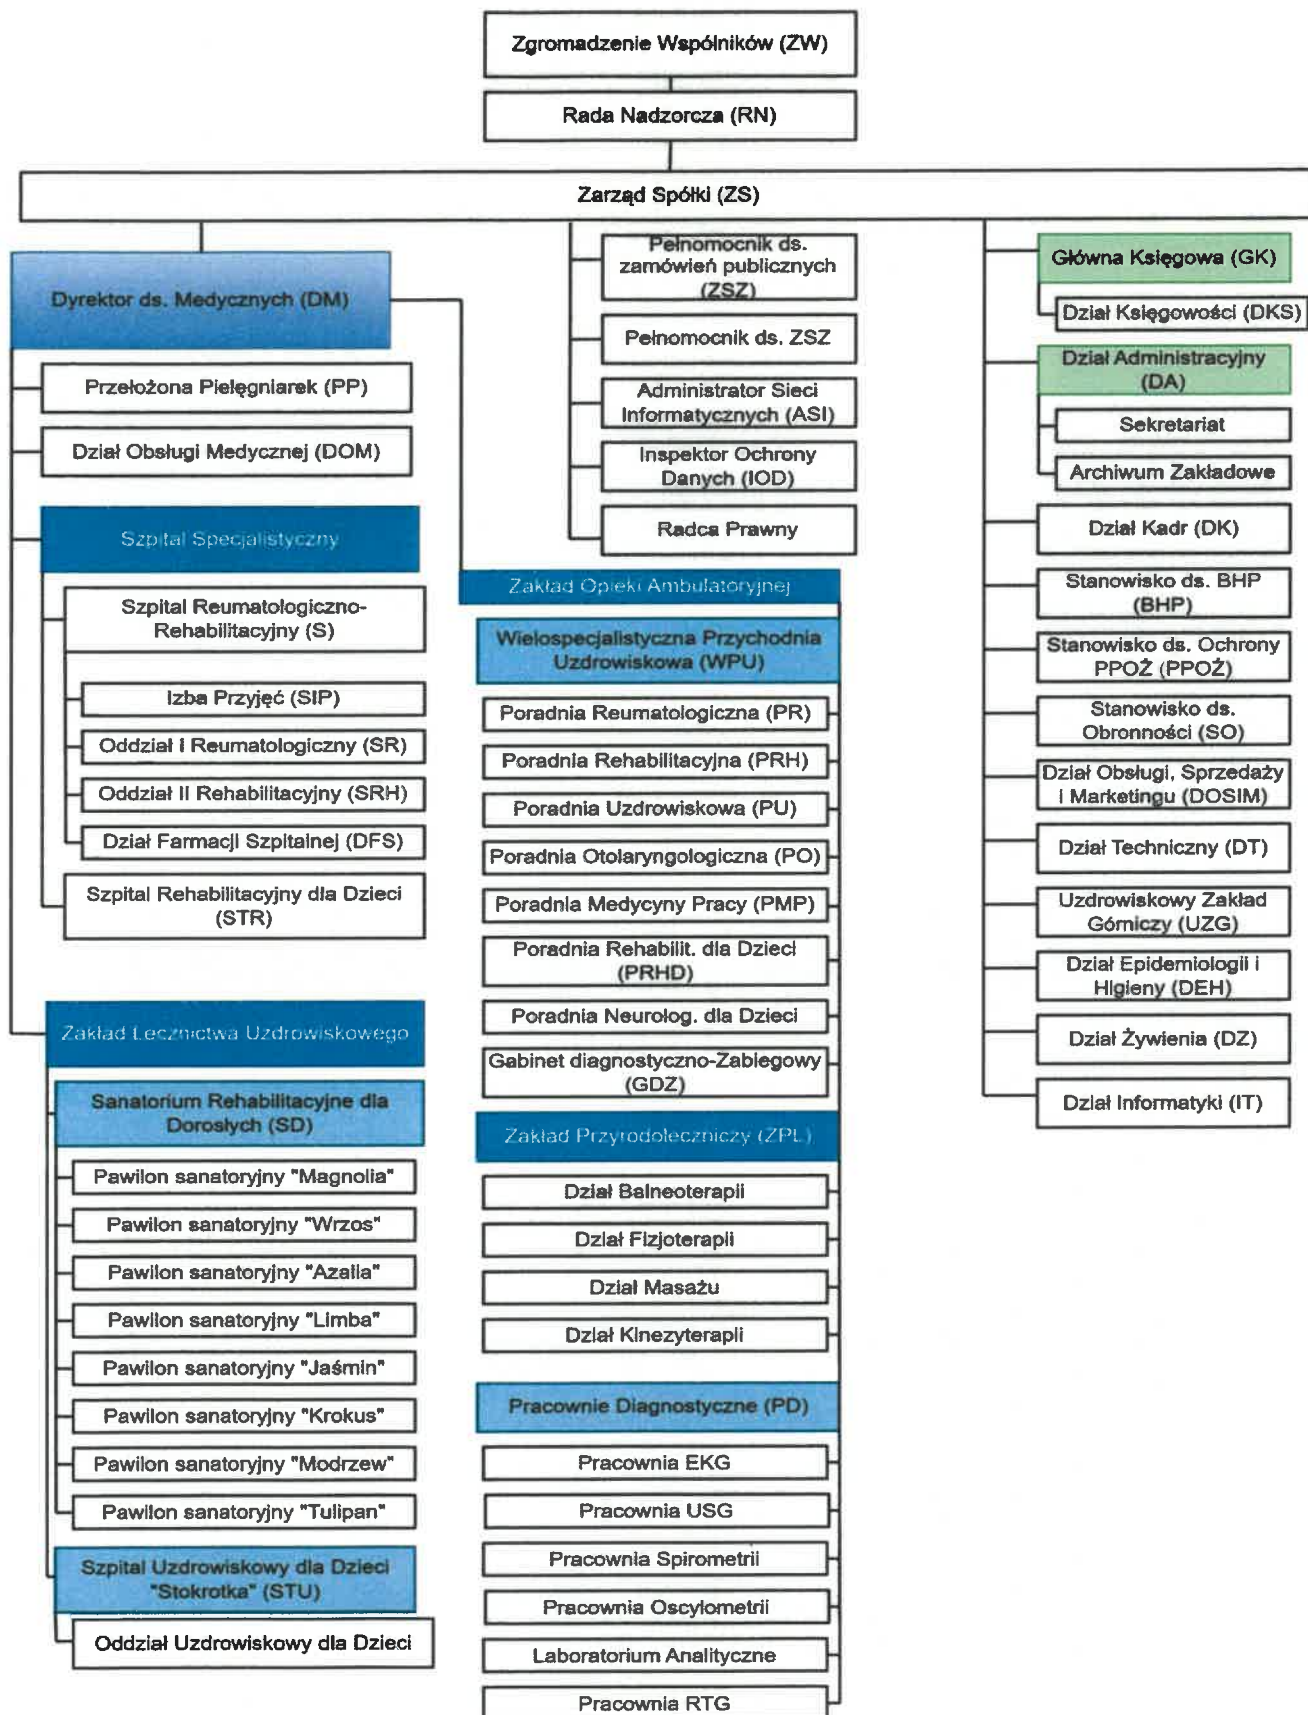 Zgromadzenie Wspólników (ZW)
Rada Nadzorcza (RN)
Zarząd Spółki (ZS)
Dyrektor ds. Medycznych (DM)
Przełożona Pielęgniarek (PP)
Dział Obsługi Medycznej (DOM)
Szpital Specjalistyczny
Szpital Reumatologiczno-
Rehabilitacyjny (S)
Izba Przyjęć (SIP)
Oddział I Reumatologiczny (SR)
Oddział II Rehabilitacyjny (SRH)
Dział Farmacji Szpitalnej (DFS)
Szpital Rehabilitacyjny dla Dzieci
(STR)
Zakład Lecznictwa Uzdrowiskowego
Sanatorium Rehabilitacyjne dla
Dorosłych (SD)
Pawilon sanatoryjny "Magnolia"
Pawilon sanatoryjny "Wrzos"
Pawilon sanatoryjny "Azalia"
Pawilon sanatoryjny "Limba"
Pawilon sanatoryjny "Jaśmin"
Pawilon sanatoryjny "Krokus"
Pawilon sanatoryjny "Modrzew"
Pawilon sanatoryjny "Tulipan"
Szpital Uzdrowiskowy dla Dzieci
"Stokrotka" (STU)
Oddział Uzdrowiskowy dla Dzieci
Pełnomocnik ds.
zamówień publicznych
(ZSZ)
Pełnomocnik ds. ZSZ
Administrator Sieci
Informatycznych (ASI)
Inspektor Ochrony
Danych (IOD)
Radca Prawny
Zakład Opieki Ambulatoryjnej
Wielospecjalistyczna Przychodnia
Uzdrowiskowa (WPU)
Poradnia Reumatologiczna (PR)
Poradnia Rehabilitacyjna (PRH)
Poradnia Uzdrowiskowa (PU)
Poradnia Otolaryngologiczna (PO)
Poradnia Medycyny Pracy (PMP)
Poradnia Rehabilit. dla Dzieci
(PRHD)
Poradnia Neurolog. dla Dzieci
Gabinet diagnostyczno-Zabiegowy
(GDZ)
Zakład Przyrodoleczniczy (ZPL)
Dział Balneoterapii
Dział Fizjoterapii
Dział Masażu
Dział Kinezyterapii
Pracownie Diagnostyczne (PD)
Pracownia EKG
Pracownia USG
Pracownia Spirometrii
Pracownia Oscylometrii
Laboratorium Analityczne
Pracownia RTG
Główna Księgowa (GK)
Dział Księgowości (DKS)
Dział Administracyjny
(DA)
Sekretariat
Archiwum Zakładowe
Dział Kadr (DK)
Stanowisko ds. BHP
(BHP)
Stanowisko ds. Ochrony
PPOŻ (PPOŻ)
Stanowisko ds.
Obronności (SO)
Dział Obsługi, Sprzedaży
i Marketingu (DOSIM)
Dział Techniczny (DT)
Uzdrowiskowy Zakład
Górniczy (UZG)
Dział Epidemiologii i
Higieny (DEH)
Dział Żywienia (DZ)
Dział Informatyki (IT)